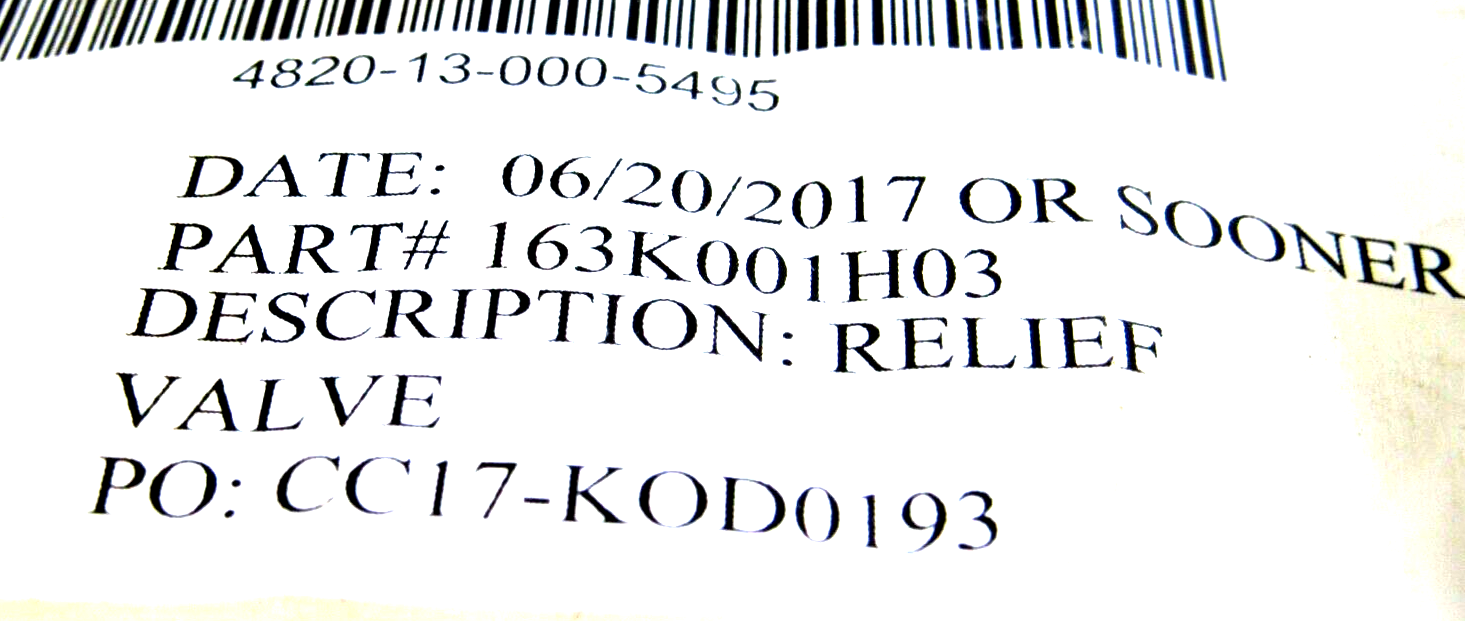 4820-13-000-5495
DATE: 06/20/2017 OR SOONER
PART# 163K001H03
DESCRIPTION: RELIEF
VALVE
PO: CC17-KOD0193